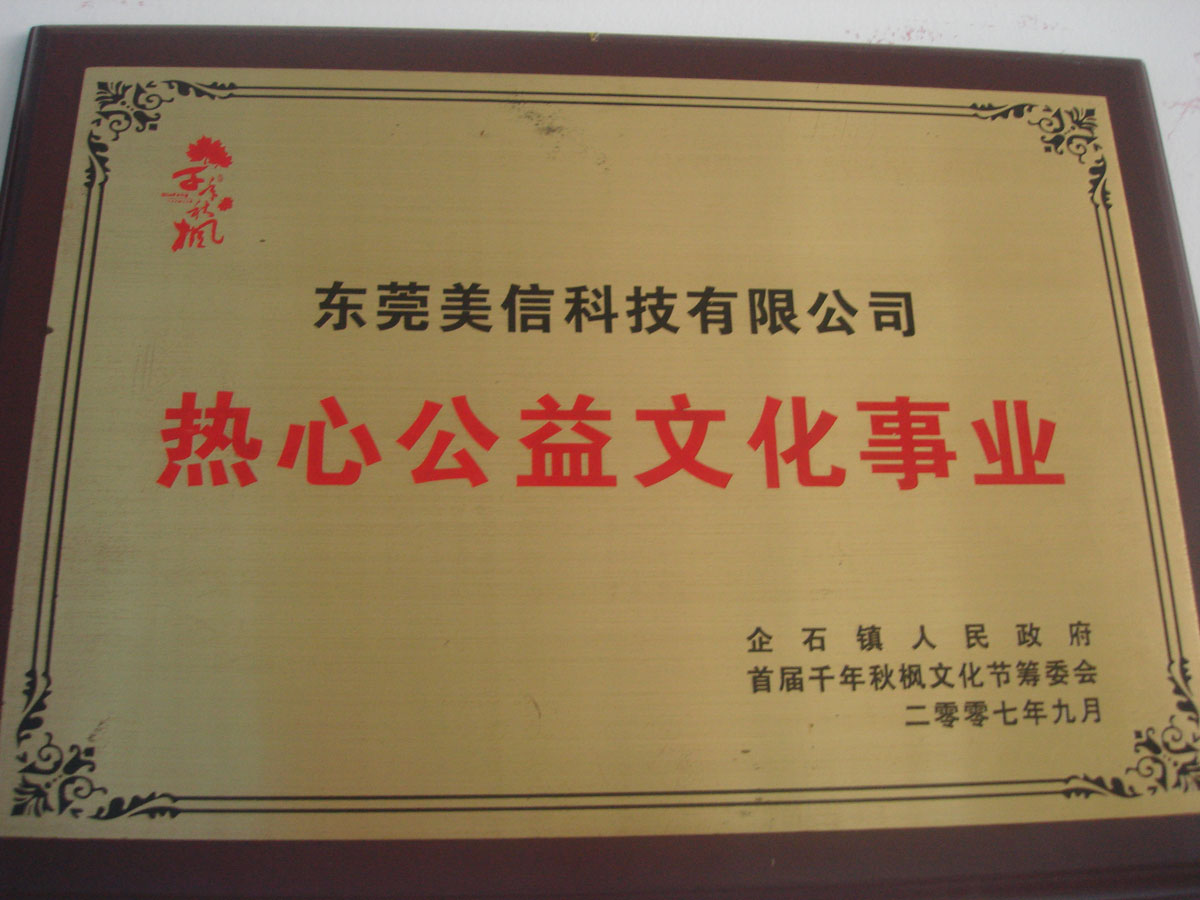 千年秋枫
东莞美信科技有限公司
热心公益文化事业
企石镇人民政府
首届千年秋枫文化节筹委会
二零零七年九月